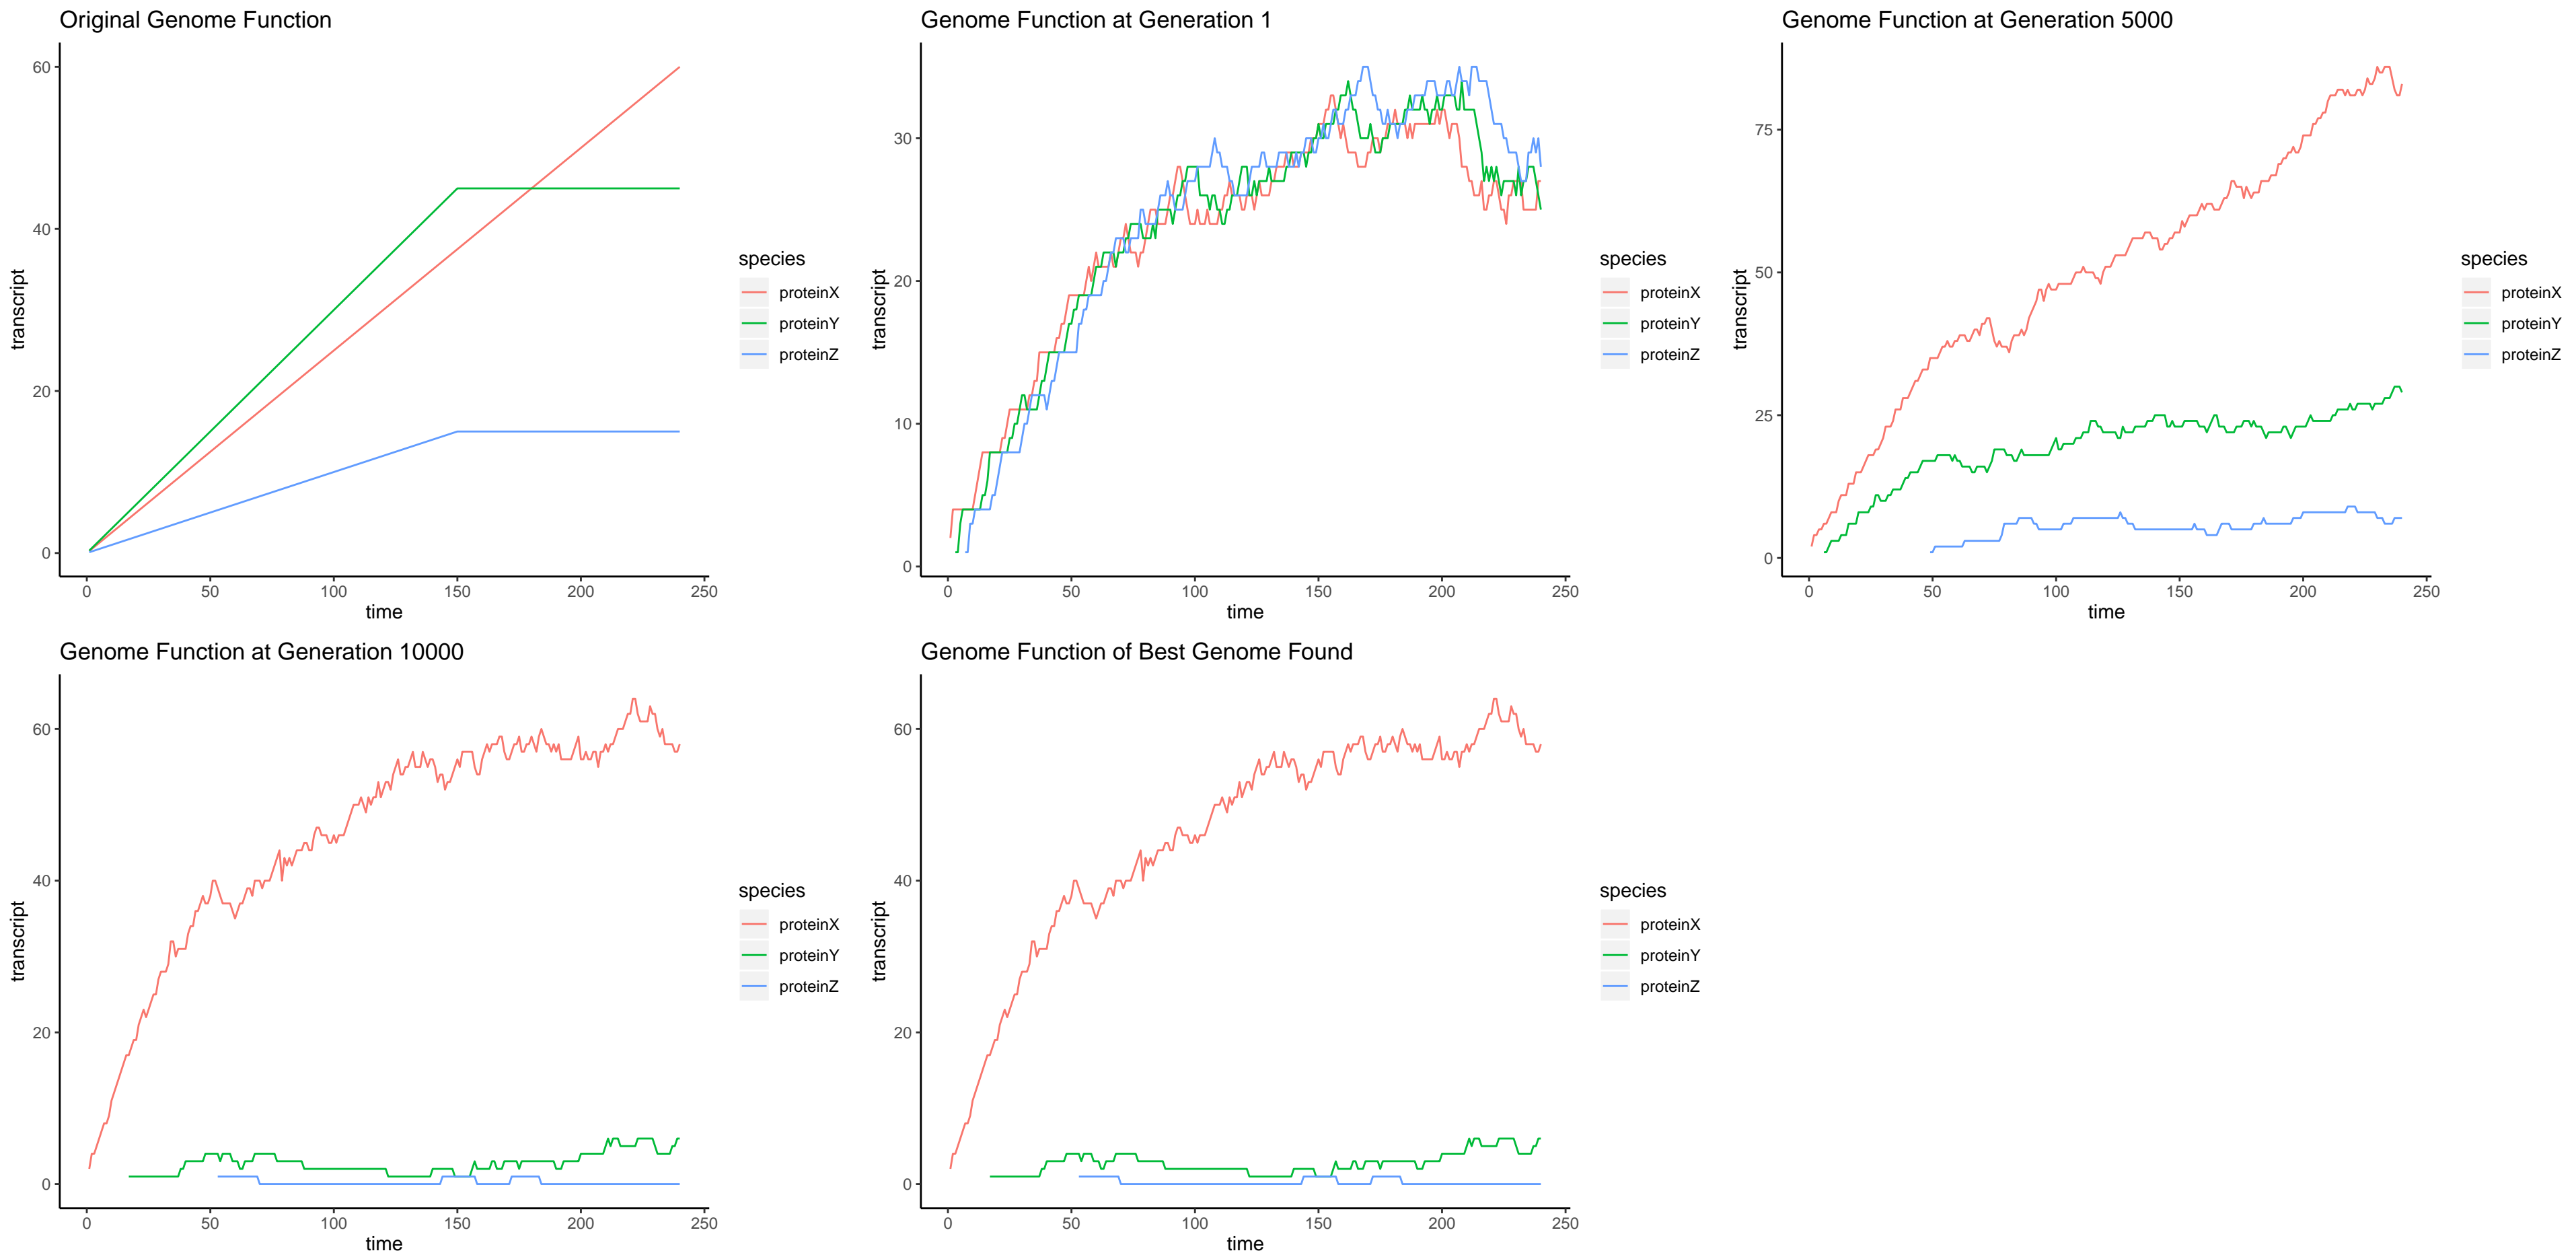 Original Genome Function
60
40
20
0
transcript
0 50 100 150 200 250
time
species
proteinX
proteinY
proteinZ
Genome Function at Generation 1
30
20
10
0
transcript
0 50 100 150 200 250
time
species
proteinX
proteinY
proteinZ
Genome Function at Generation 5000
75
50
25
0
transcript
0 50 100 150 200 250
time
species
proteinX
proteinY
proteinZ
Genome Function at Generation 10000
60
40
20
0
transcript
0 50 100 150 200 250
time
species
proteinX
proteinY
proteinZ
Genome Function of Best Genome Found
60
40
20
0
transcript
0 50 100 150 200 250
time
species
proteinX
proteinY
proteinZ